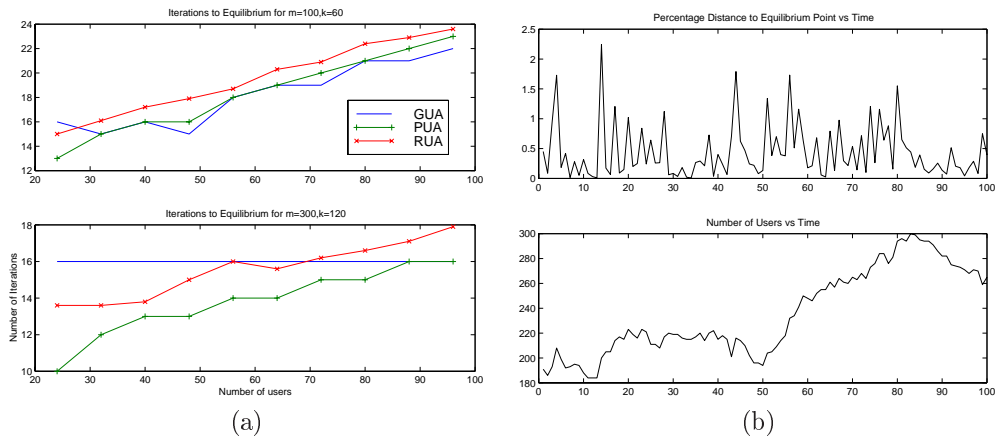 Iterations to Equilibrium for m=100,k=60
24
22
20
18
16
14
12
20 30 40 50 60 70 80 90 100
GUA
PUA
RUA
Iterations to Equilibrium for m=300,k=120
18
16
14
12
10
Number of Iterations
20 30 40 50 60 70 80 90 100
Number of users
(a)
Percentage Distance to Equilibrium Point vs Time
2.5
2
1.5
1
0.5
0
0 10 20 30 40 50 60 70 80 90 100
Number of Users vs Time
300
280
260
240
220
200
180
0 10 20 30 40 50 60 70 80 90 100
(b)